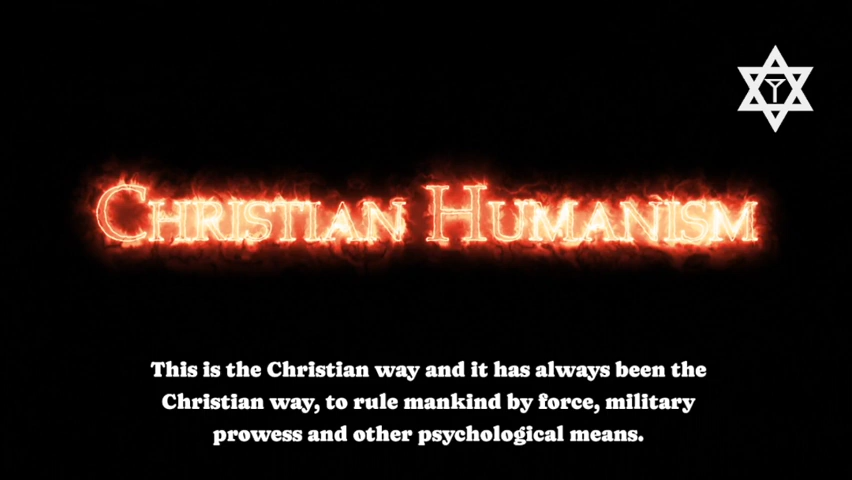 Christian Humanism
This is the Christian way and it has always been the
Christian way, to rule mankind by force, military
prowess and other psychological means.